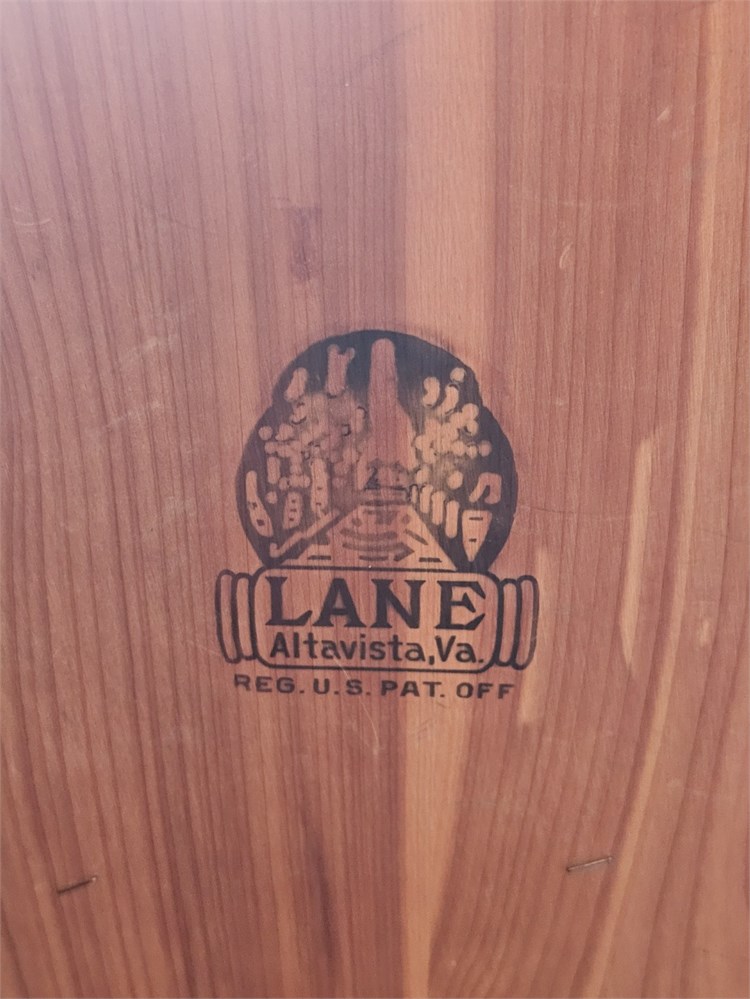 LANE
Altavista,Va.
REG. U.S. PAT. OFF